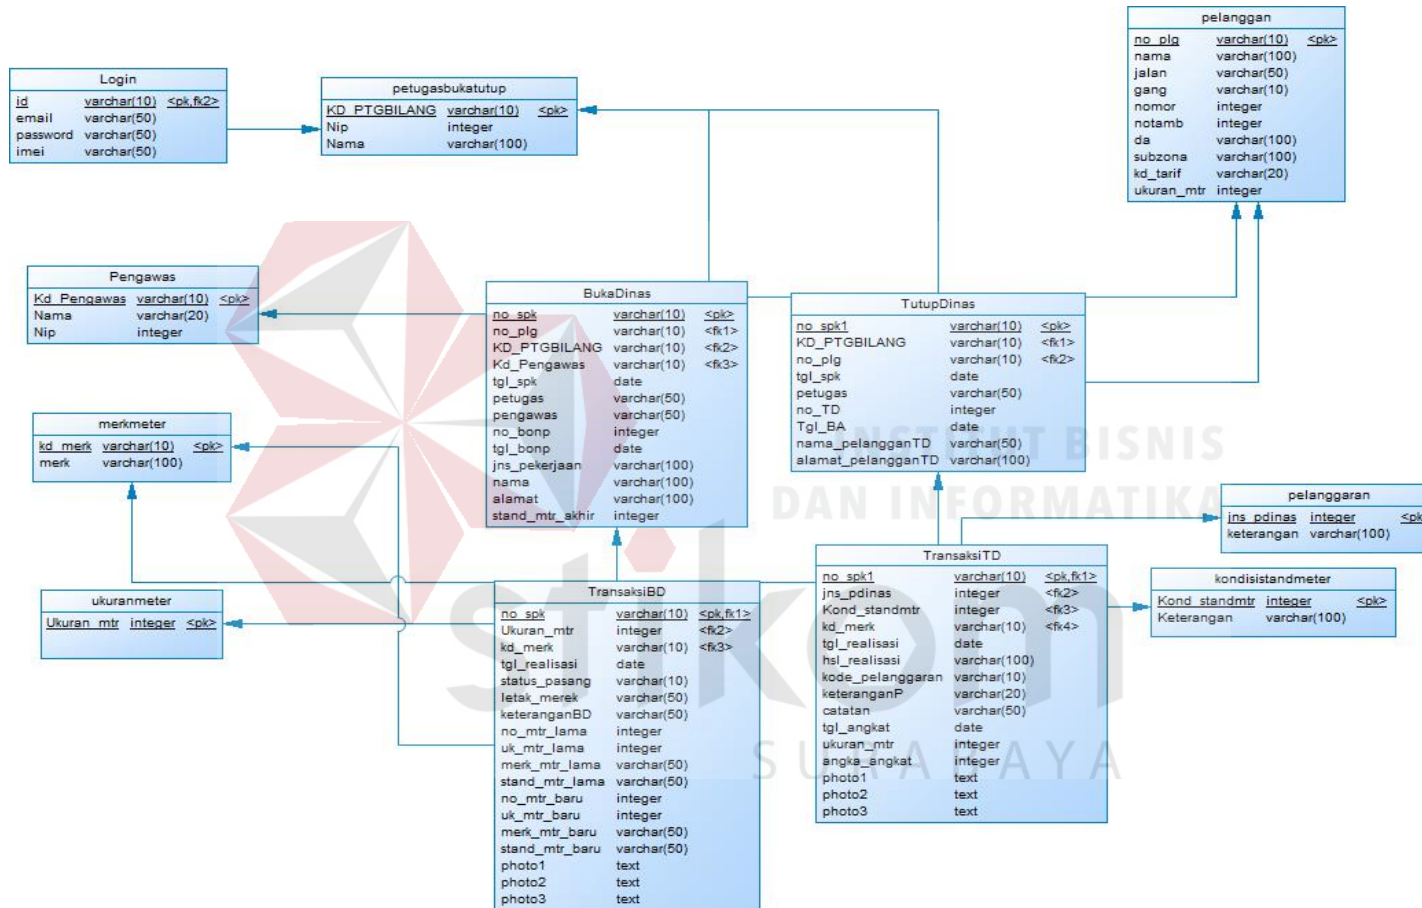 pelanggan
no_plg varchar(10) <pk>
nama varchar(100)
jalan varchar(50)
gang varchar(10)
nomor integer
notamb integer
da varchar(100)
subzona varchar(100)
kd_tarif varchar(20)
ukuran_mtr integer
Login
id varchar(10) <pk,fk2>
email varchar(50)
password varchar(50)
imei varchar(50)
petugasbukatutup
KD_PTGBILANG varchar(10) <pk>
Nip integer
Nama varchar(100)
Pengawas
Kd_Pengawas varchar(10) <pk>
Nama varchar(20)
Nip integer
BukaDinas
no_spk varchar(10) <pk>
no_plg varchar(10) <fk1>
KD_PTGBILANG varchar(10) <fk2>
Kd_Pengawas varchar(10) <fk3>
tgl_spk date
petugas varchar(50)
pengawas varchar(50)
no_bonp integer
tgl_bonp date
jns_pekerjaan varchar(100)
nama varchar(100)
alamat varchar(100)
stand_mtr_akhir integer
TutupDinas
no_spk1 varchar(10) <pk>
KD_PTGBILANG varchar(10) <fk1>
no_plg varchar(10) <fk2>
tgl_spk date
petugas varchar(50)
no_TD integer
Tgl_BA date
nama_pelangganTD varchar(50)
alamat_pelangganTD varchar(100)
merkmeter
kd_merk varchar(10) <pk>
merk varchar(100)
INSTITUT BISNIS
DAN INFORMATIKA
stikom
SURABAYA
pelanggaran
jns_pdinas integer <pk
keterangan varchar(100)
ukuranmeter
Ukuran_mtr integer <pk>
TransaksiBD
no_spk varchar(10) <pk,fk1>
Ukuran_mtr integer <fk2>
kd_merk varchar(10) <fk3>
tgl_realisasi date
status_pasang varchar(10)
letak_merek varchar(50)
keteranganBD varchar(50)
no_mtr_lama integer
uk_mtr_lama integer
merk_mtr_lama varchar(50)
stand_mtr_lama varchar(50)
no_mtr_baru integer
uk_mtr_baru integer
merk_mtr_baru varchar(50)
stand_mtr_baru varchar(50)
photo1 text
photo2 text
photo3 text
TransaksiTD
no_spk1 varchar(10) <pk,fk1>
jns_pdinas integer <fk2>
Kond_standmtr integer <fk3>
kd_merk varchar(10) <fk4>
tgl_realisasi date
hsl_realisasi varchar(100)
kode_pelanggaran varchar(10)
keteranganP varchar(20)
catatan varchar(50)
tgl_angkat date
ukuran_mtr integer
angka_angkat integer
photo1 text
photo2 text
photo3 text
kondisistandmeter
Kond_standmtr integer <pk>
Keterangan varchar(100)